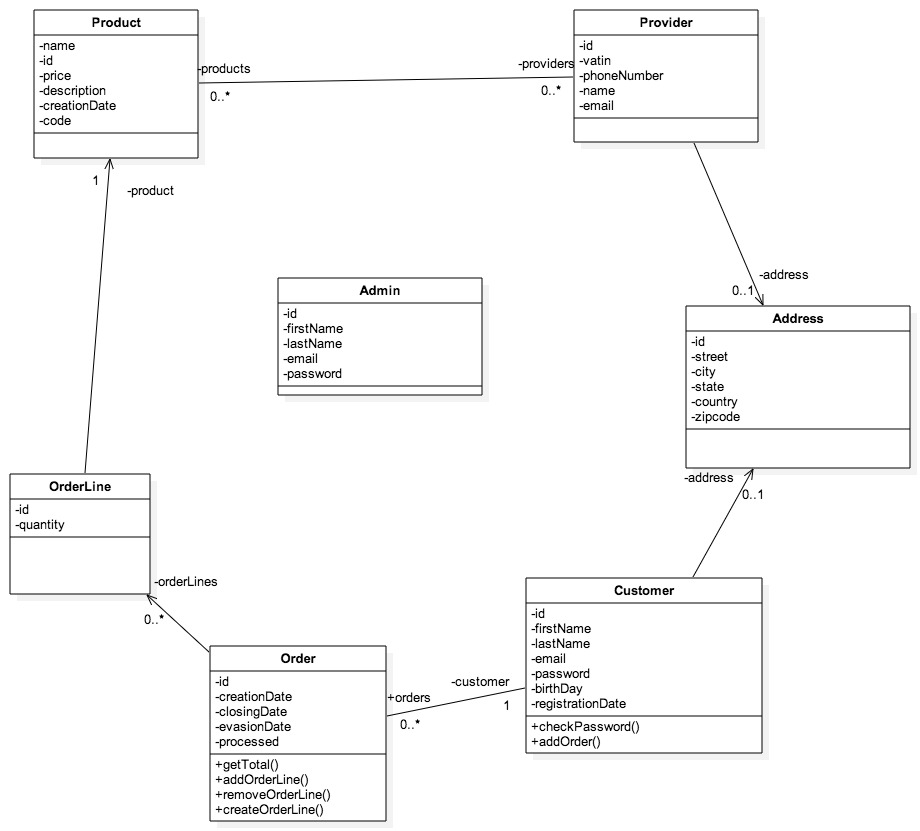 Product
-name
-id
-price
-description
-creationDate
-code
Provider
-id
-vatin
-phoneNumber
-name
-email
-products
0..*
-providers
0..*
1
-product
Admin
-id
-firstName
-lastName
-email
-password
-address
0..1
Address
-id
-street
-city
-state
-country
-zipcode
-address
0..1
OrderLine
-id
-quantity
-orderLines
0..*
Order
-id
-creationDate
-closingDate
-evasionDate
-processed
+getTotal()
+addOrderLine()
+removeOrderLine()
+createOrderLine()
+orders
0..*
-customer
1
Customer
-id
-firstName
-lastName
-email
-password
-birthDay
-registrationDate
+checkPassword()
+addOrder()